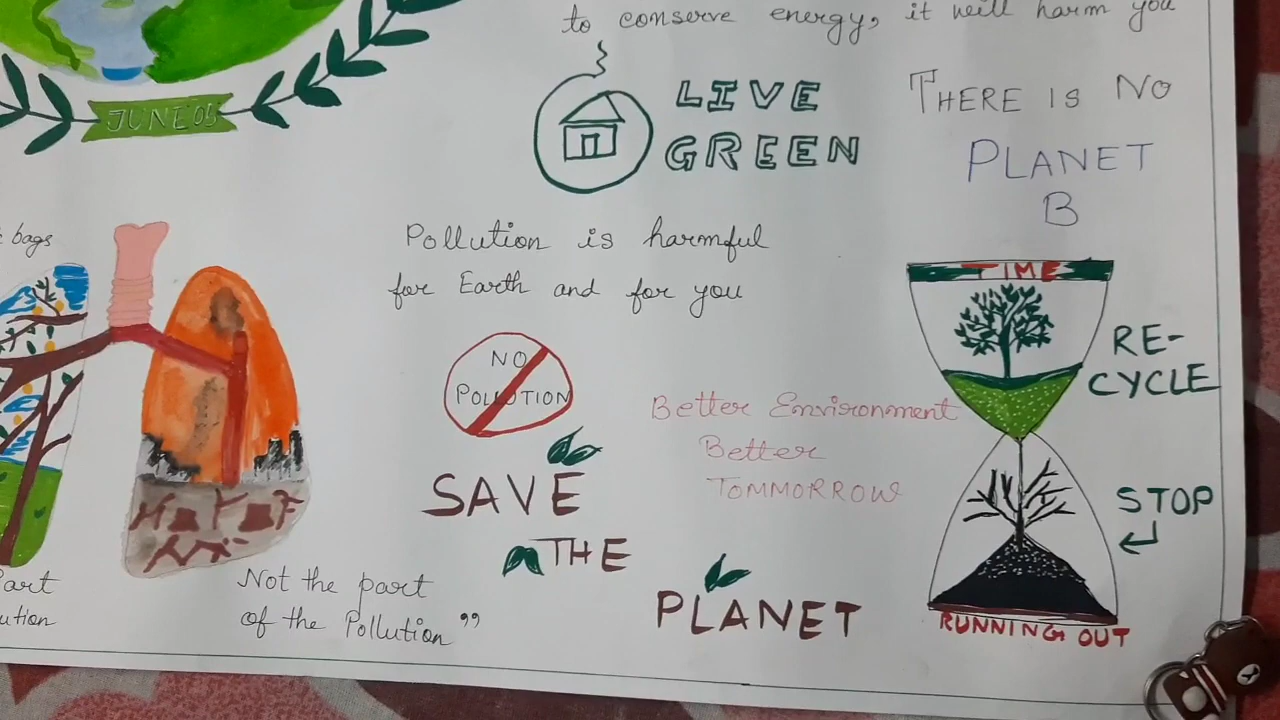 to conserve energy, it will harm you
JUNE 05
LIVE
GREEN
THERE IS NO
PLANET
B
bags
Pollution is harmful
for Earth and for you
TIME
RE-
CYCLE
NO
POLLUTION
Better Environment
Better
TOMMORROW
SAVE
THE
PLANET
STOP
RUNNING OUT
Not the part
of the Pollution"